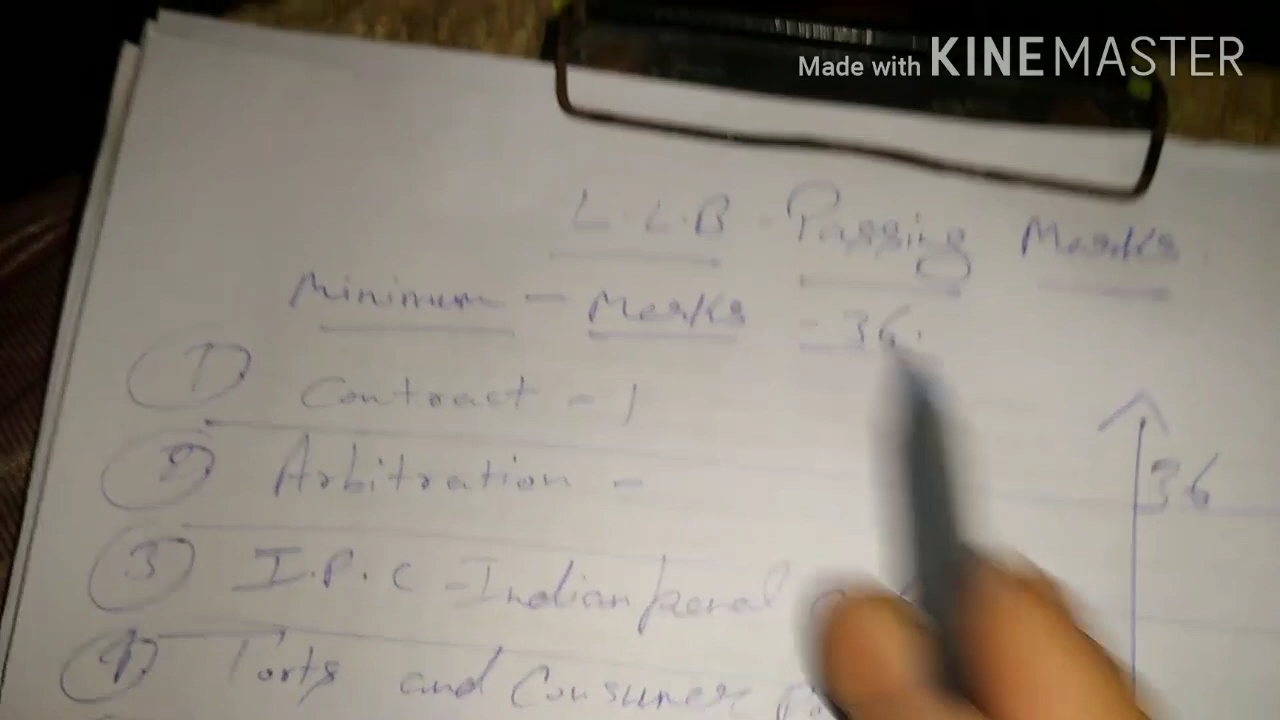 Made with KINEMASTER
L.L.B - Passing Marks.
Minimum - Marks = 36.
1 Contract - 1
36
2 Arbitration -
3 I.P.C - Indian penal
4 Torts and Consumer